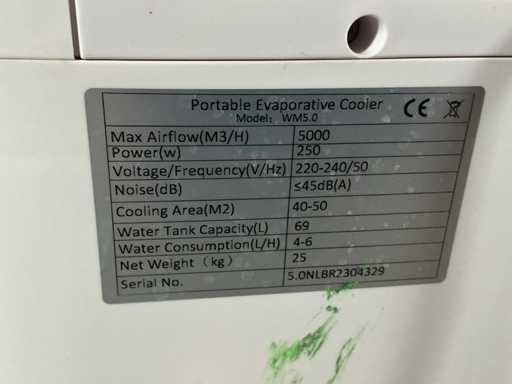 Portable Evaporative Cooler
Model: WM5.0
Max Airflow(M3/H) 5000
Power(w) 250
Voltage/Frequency(V/Hz) 220-240/50
Noise(dB) ≤45dB(A)
Cooling Area(M2) 40-50
Water Tank Capacity(L) 69
Water Consumption(L/H) 4-6
Net Weight (kg) 25
Serial No. 5.0NLBR2304329